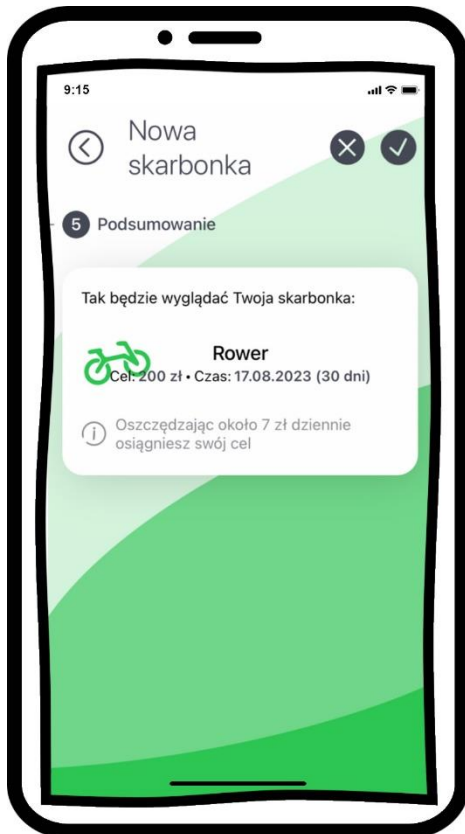 9:15
Nowa
skarbonka
5 Podsumowanie
Tak będzie wyglądać Twoja skarbonka:
Rower
Cel: 200 zł • Czas: 17.08.2023 (30 dni)
Oszczędzając około 7 zł dziennie
osiągniesz swój cel